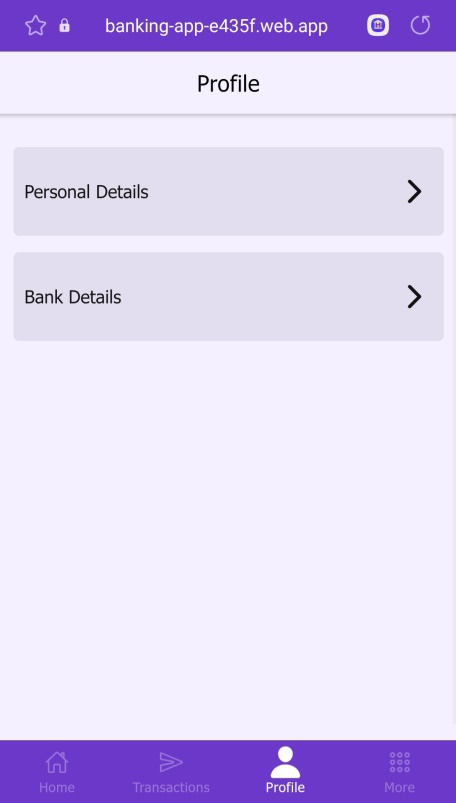 banking-app-e435f.web.app
Profile
Personal Details
Bank Details
Home
Transactions
Profile
More